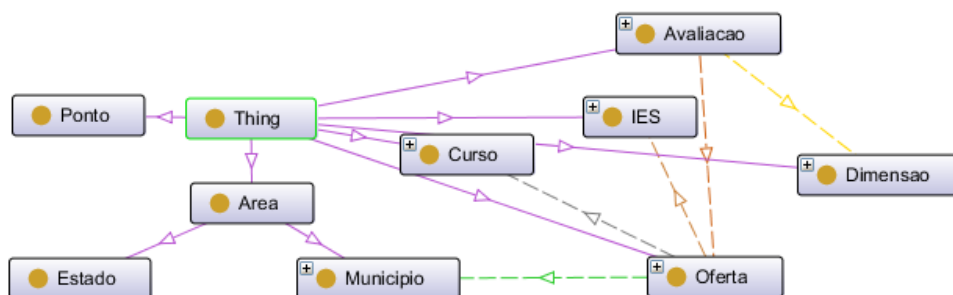 Avaliacao
Ponto
Thing
IES
Curso
Dimensao
Area
Estado
Municipio
Oferta